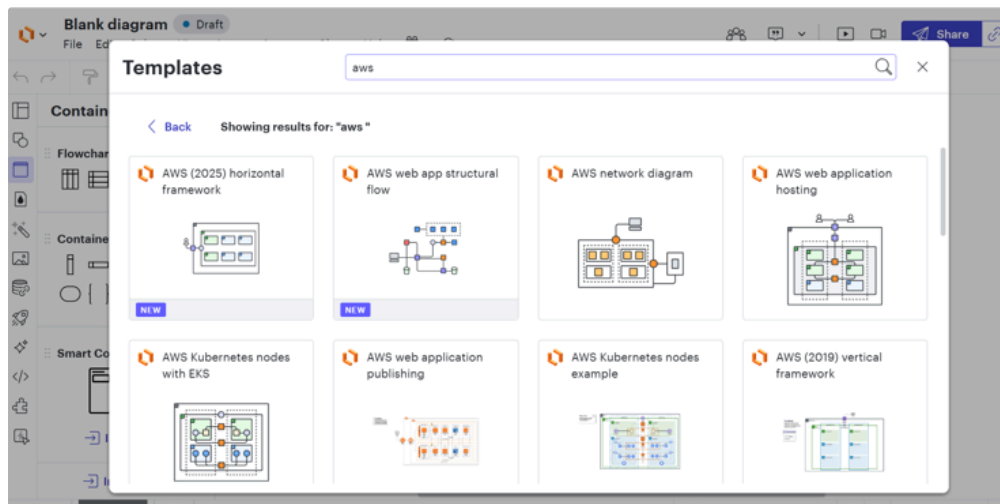 Blank diagram
Draft
File
Share
Templates
aws
Contain
Back
Showing results for: "aws "
Flowchar
AWS (2025) horizontal
framework
NEW
AWS web app structural
flow
NEW
AWS network diagram
AWS web application
hosting
Containe
Smart Co
AWS Kubernetes nodes
with EKS
AWS web application
publishing
AWS Kubernetes nodes
example
AWS (2019) vertical
framework